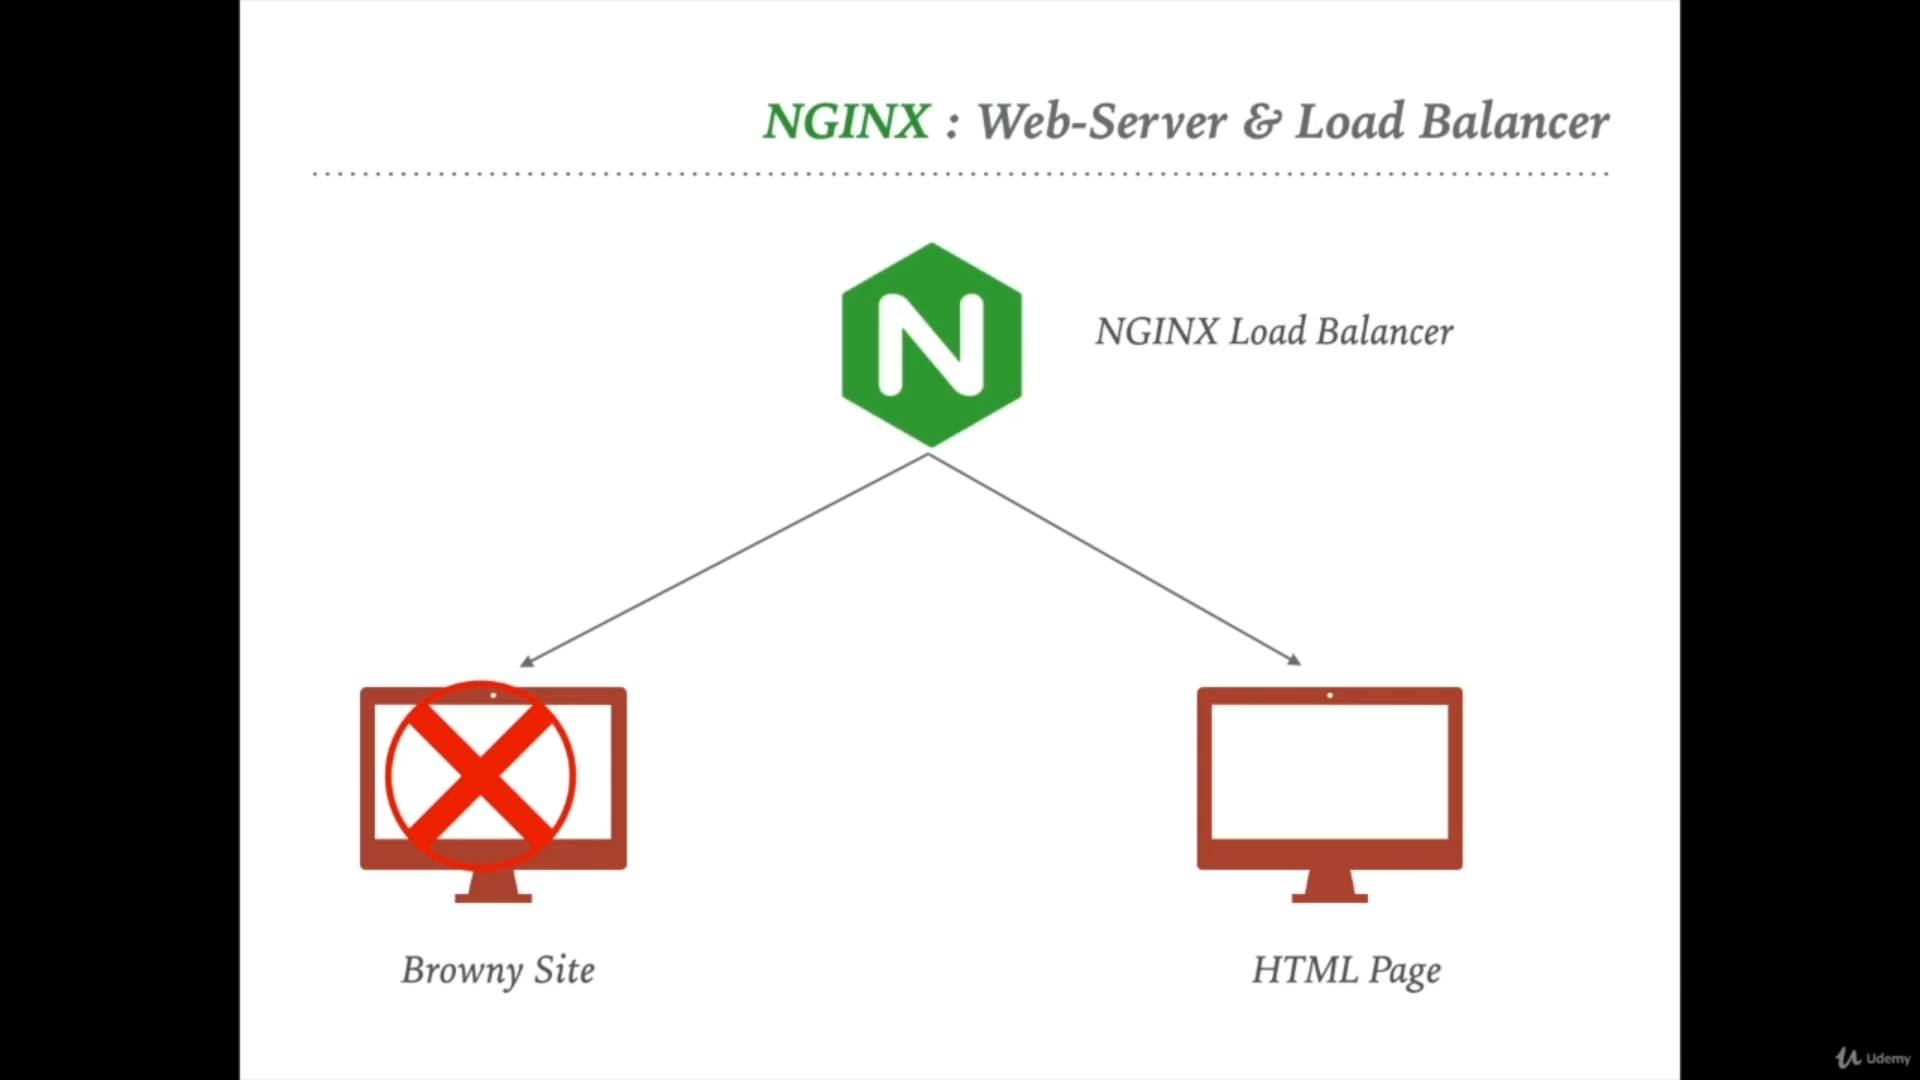 NGINX : Web-Server & Load Balancer
N
NGINX Load Balancer
Browny Site
HTML Page
Udemy